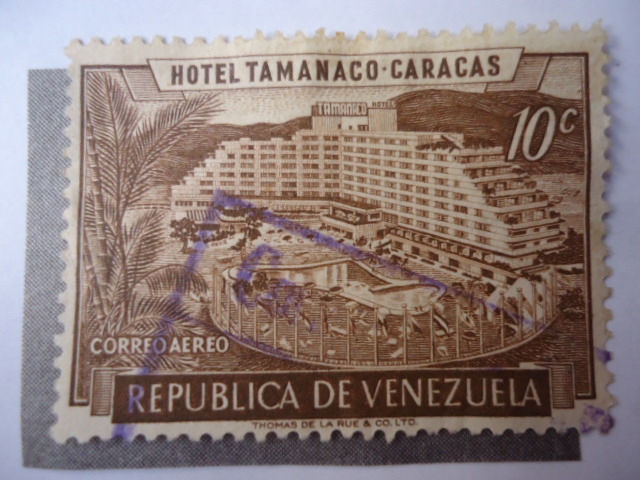 HOTEL TAMANACO·CARACAS
TAMANACO HOTEL
10c
CORREO AEREO
REPUBLICA DE VENEZUELA
THOMAS DE LA RUE & CO. LTD.